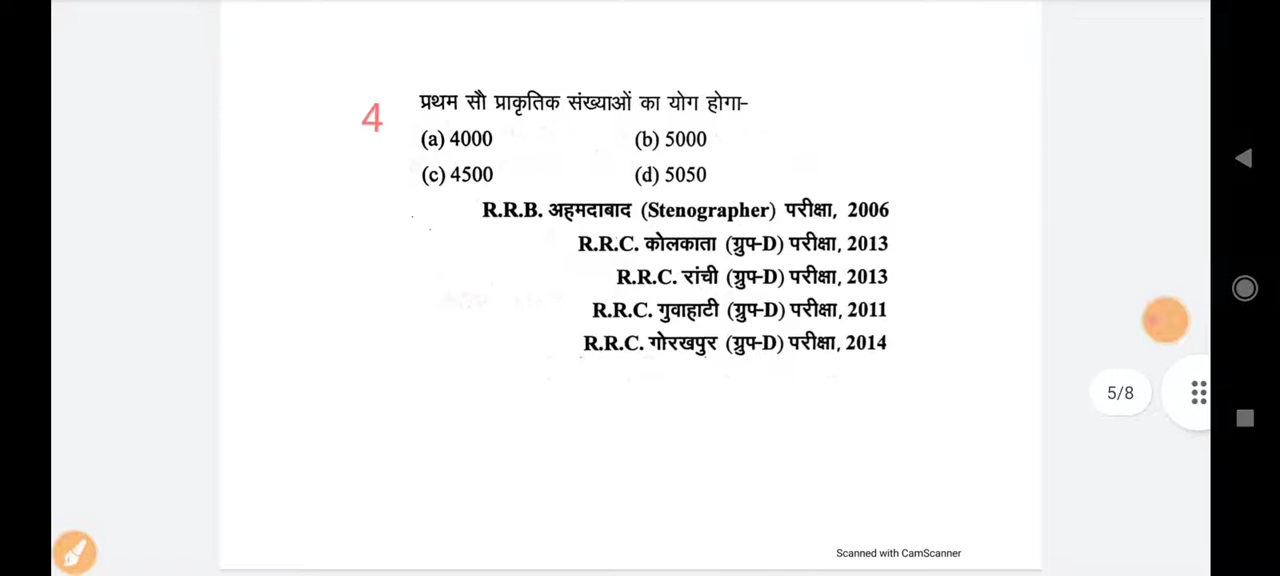 4
प्रथम सौ प्राकृतिक संख्याओं का योग होगा-
(a) 4000 (b) 5000
(c) 4500 (d) 5050
R.R.B. अहमदाबाद (Stenographer) परीक्षा, 2006
R.R.C. कोलकाता (ग्रुप-D) परीक्षा, 2013
R.R.C. रांची (ग्रुप-D) परीक्षा, 2013
R.R.C. गुवाहाटी (ग्रुप-D) परीक्षा, 2011
R.R.C. गोरखपुर (ग्रुप-D) परीक्षा, 2014
5/8
Scanned with CamScanner